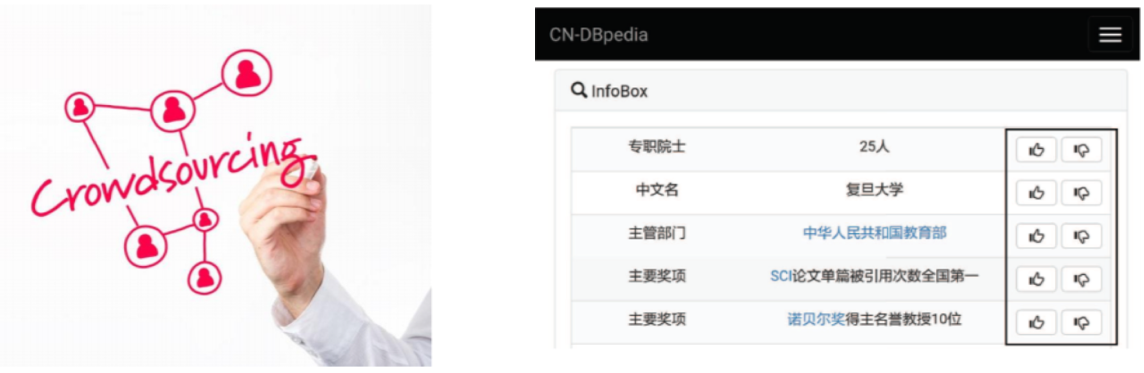 Crowdsourcing
CN-DBpedia
InfoBox
专职院士 25人
中文名 复旦大学
主管部门 中华人民共和国教育部
主要奖项 SCI论文单篇被引用次数全国第一
主要奖项 诺贝尔奖得主名誉教授10位